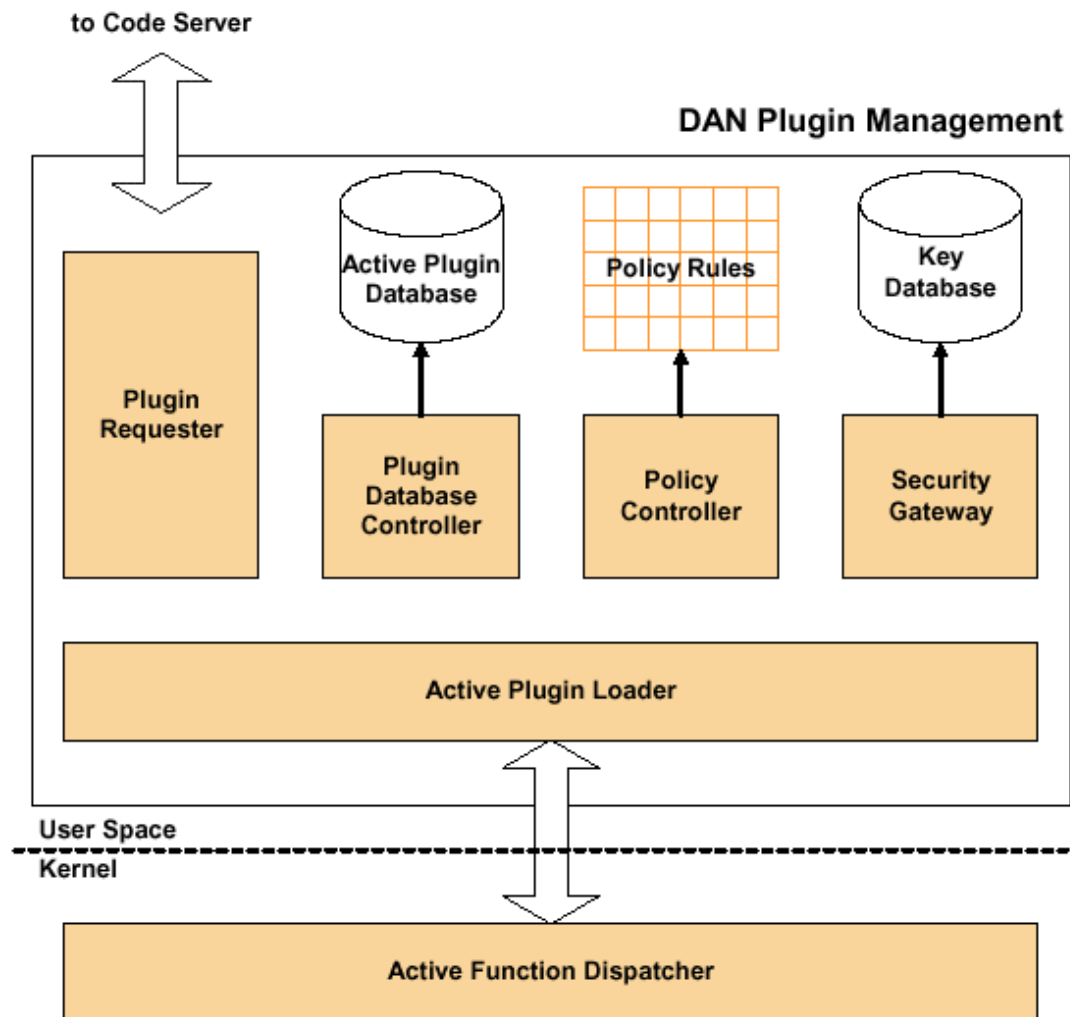 to Code Server
DAN Plugin Management
Active Plugin
Database
Policy Rules
Key
Database
Plugin
Requester
Plugin
Database
Controller
Policy
Controller
Security
Gateway
Active Plugin Loader
User Space
Kernel
Active Function Dispatcher